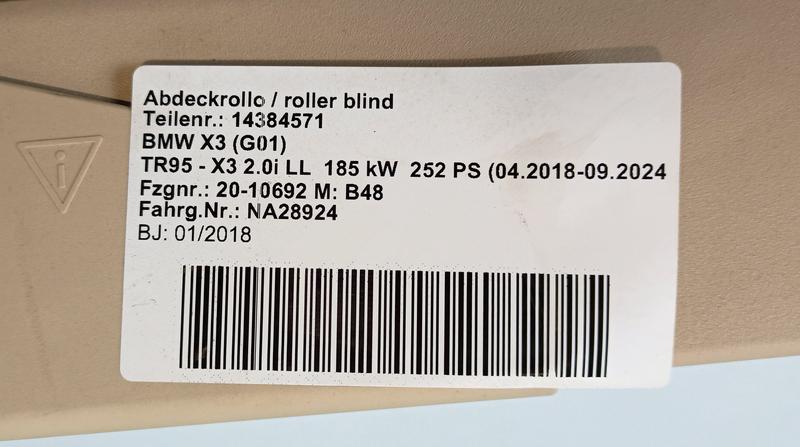 Abdeckrollo / roller blind
Teilenr.: 14384571
BMW X3 (G01)
TR95 - X3 2.0i LL 185 kW 252 PS (04.2018-09.2024
Fzgnr.: 20-10692 M: B48
Fahrg.Nr.: NA28924
BJ: 01/2018
i